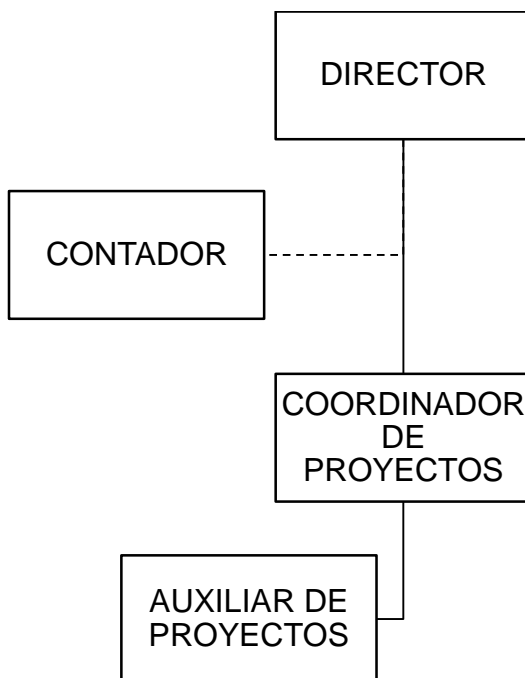 DIRECTOR
CONTADOR
COORDINADOR
DE
PROYECTOS
AUXILIAR DE
PROYECTOS